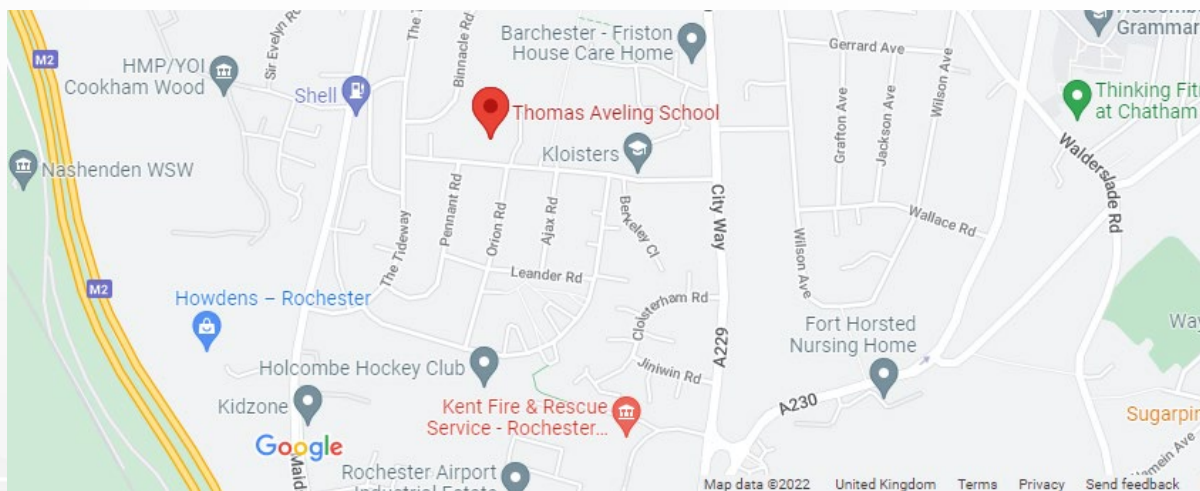 M2
HMP/YOI
Cookham Wood
Sir Evelyn Rd
The
Binnacle Rd
Barchester - Friston
House Care Home
Gerrard Ave
Grammar
Shell
Thomas Aveling School
Thinking
at Chatham
Grafton Ave
Jackson Ave
Wilson Ave
Walderslade Rd
Nashenden WSW
Kloisters
Pennant Rd
Orion Rd
Ajax Rd
Berkeley Cl
City Way
Wallace Rd
The Tideway
Wilson Ave
Leander Rd
M2
Howdens – Rochester
Cloisterham Rd
A229
Fort Horsted
Nursing Home
Holcombe Hockey Club
Jiniwin Rd
Kidzone
Kent Fire & Rescue
Service - Rochester...
A230
Google
Maid
Rochester Airport
Industrial Estate
Map data ©2022 United Kingdom Terms Privacy Send feedback